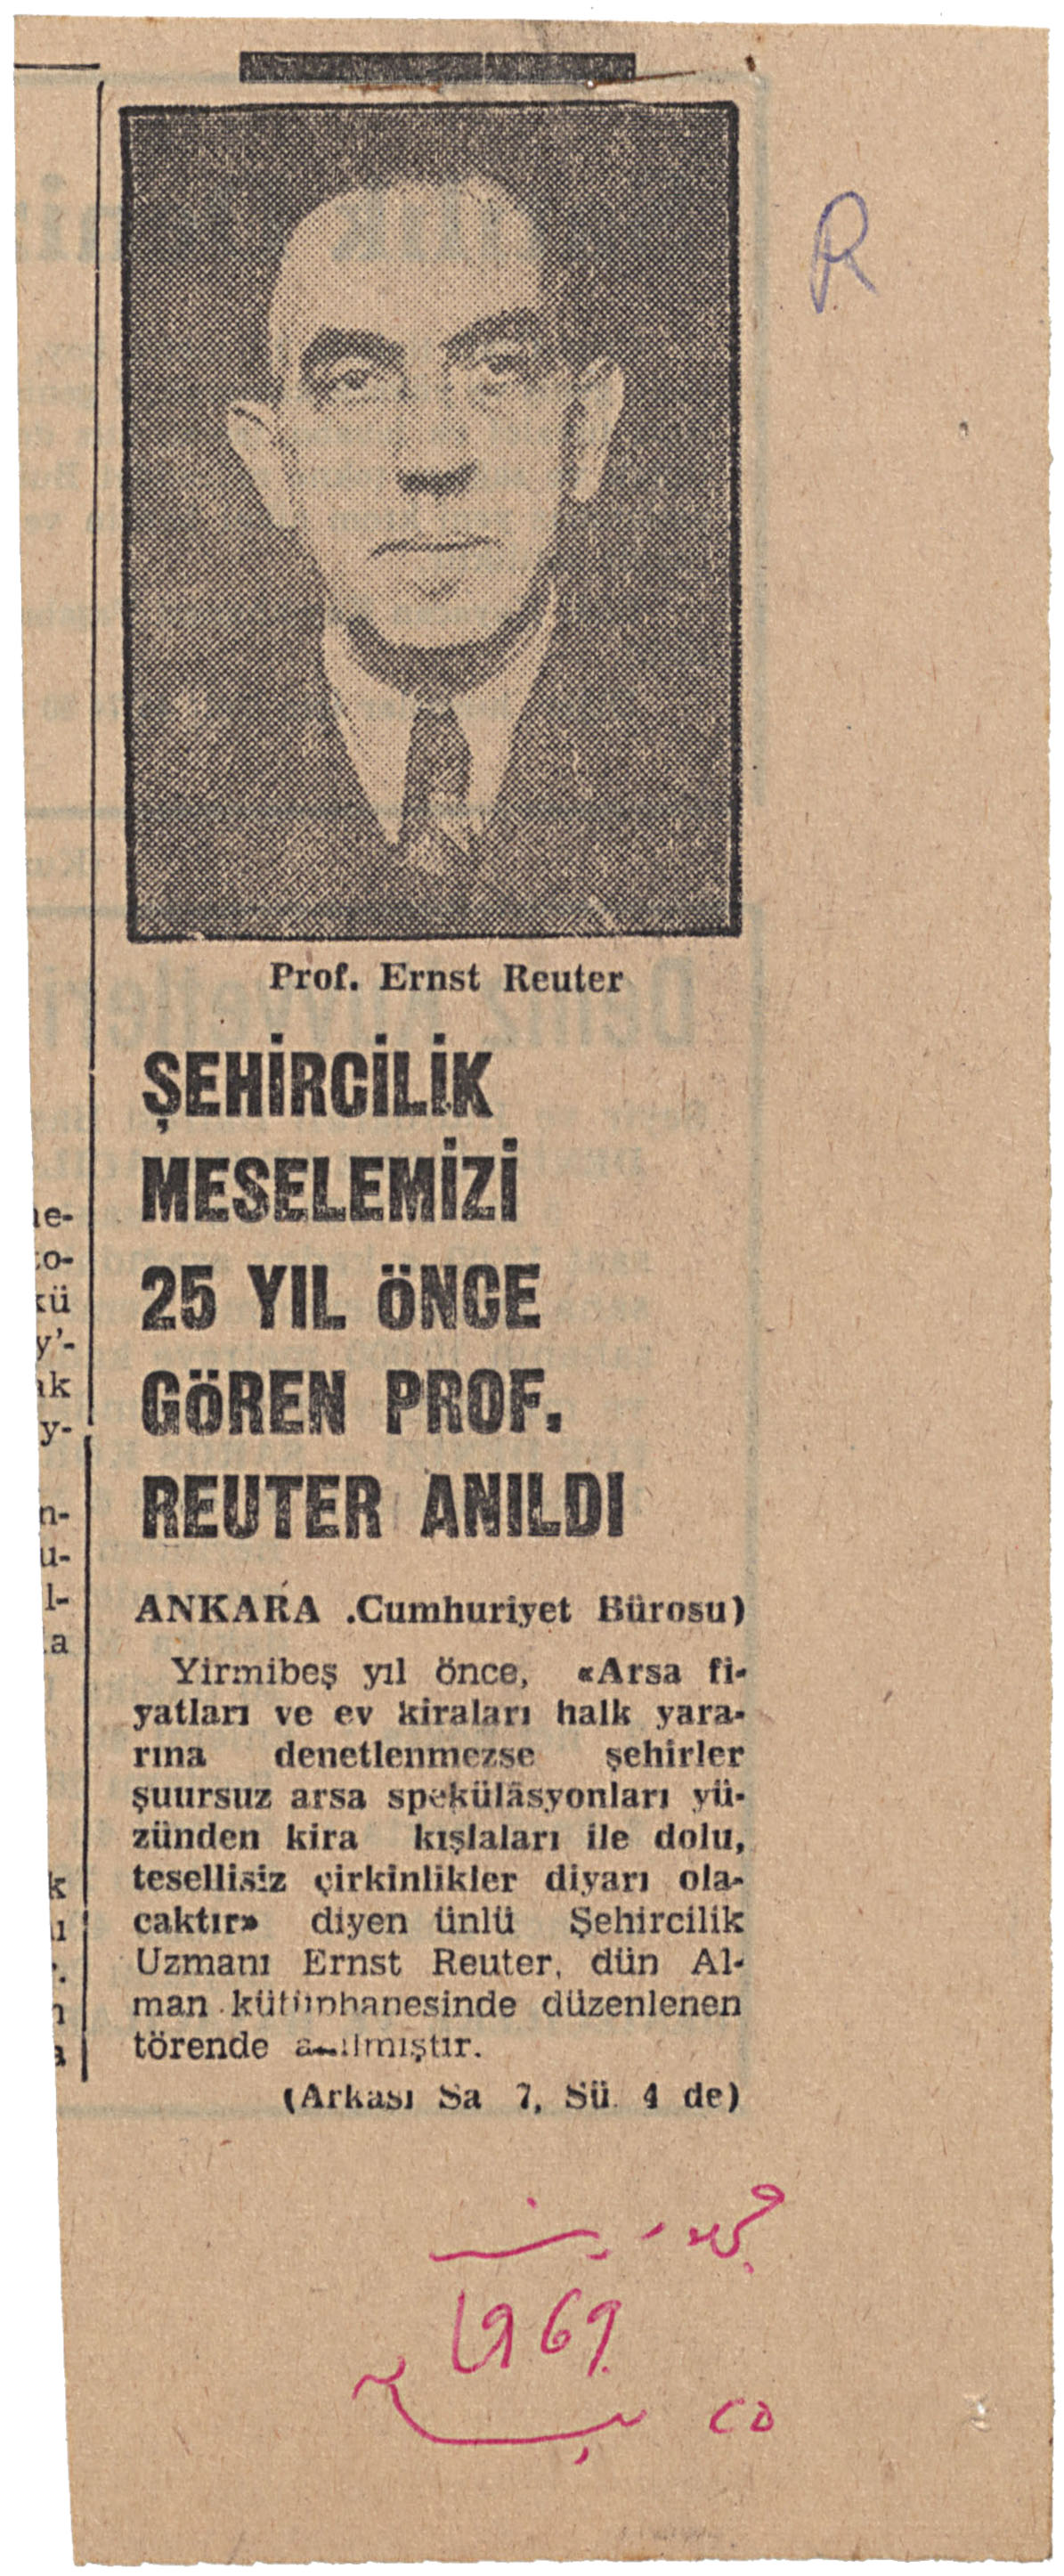 R
Prof. Ernst Reuter
ŞEHİRCİLİK
MESELEMİZİ
25 YIL ÖNCE
GÖREN PROF.
REUTER ANILDI
ANKARA .Cumhuriyet Bürosu)
Yirmibeş yıl önce, «Arsa fi-
yatları ve ev kiraları halk yara-
rına denetlenmezse şehirler
şuursuz arsa spekülâsyonları yü-
zünden kira kışlaları ile dolu,
tesellisiz çirkinlikler diyarı ola-
caktır» diyen ünlü Şehircilik
Uzmanı Ernst Reuter, dün Al-
man kütüphanesinde düzenlenen
törende anılmıştır.
(Arkası Sa 7, Sü. 4 de)
1969